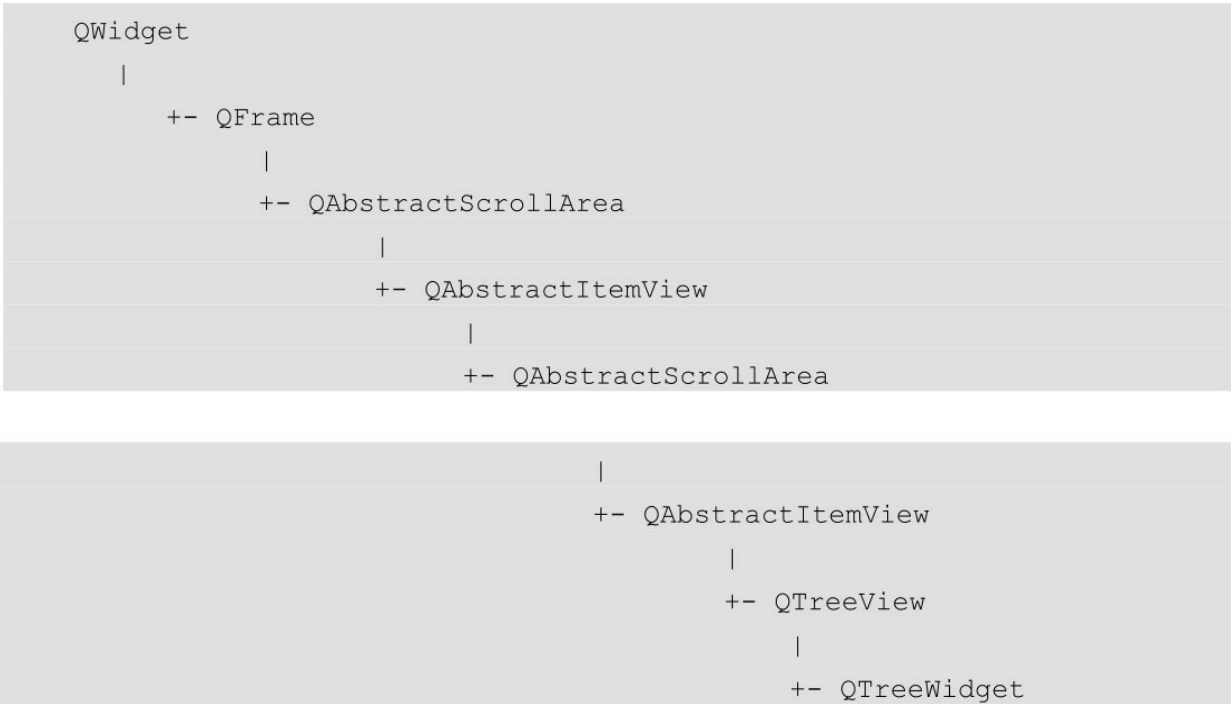 QWidget
|
+- QFrame
|
+- QAbstractScrollArea
|
+- QAbstractItemView
|
+- QAbstractScrollArea
|
+- QAbstractItemView
|
+- QTreeView
|
+- QTreeWidget